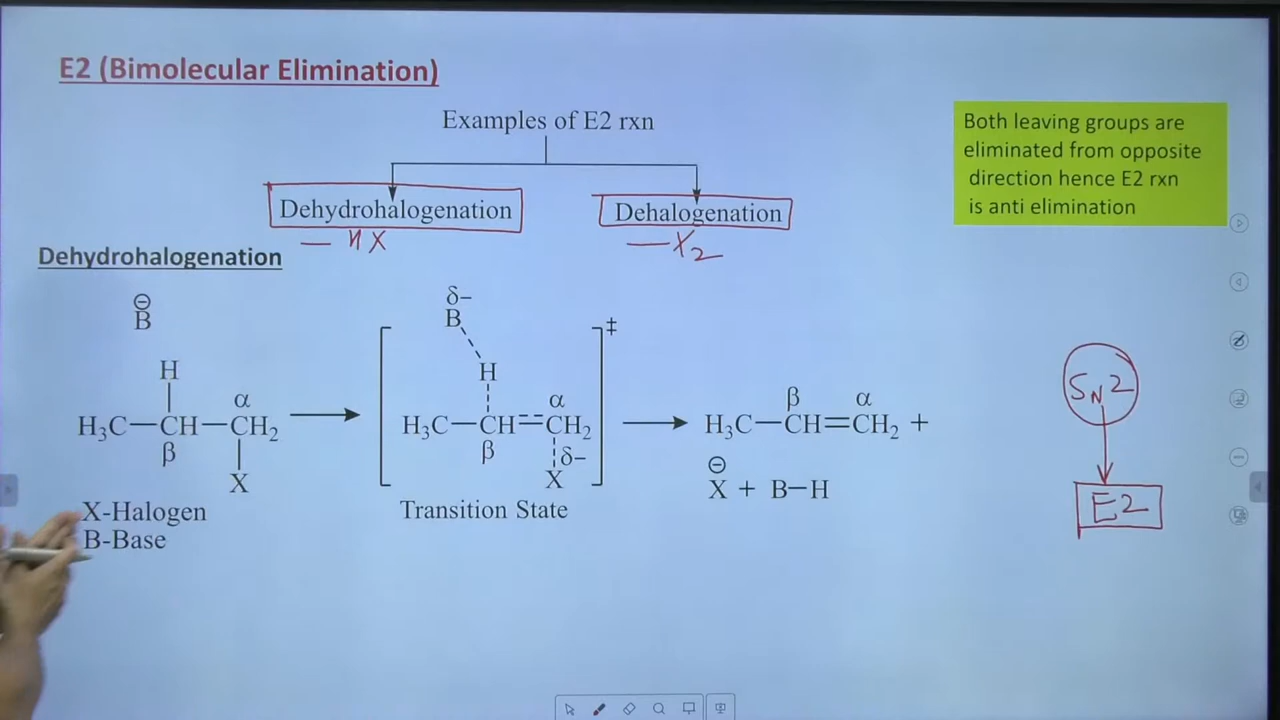 E2 (Bimolecular Elimination)
Examples of E2 rxn
Both leaving groups are
eliminated from opposite
direction hence E2 rxn
is anti elimination
Dehydrohalogenation
Dehalogenation
— HX
— X₂
Dehydrohalogenation
⊖
B
H
α
H₃C—CH—CH₂
β
X
X-Halogen
B-Base
δ–
B
‡
H
α
H₃C—CH==CH₂
β
δ–
X
Transition State
β α
H₃C—CH=CH₂ +
⊖
X + B—H
SN2
E2